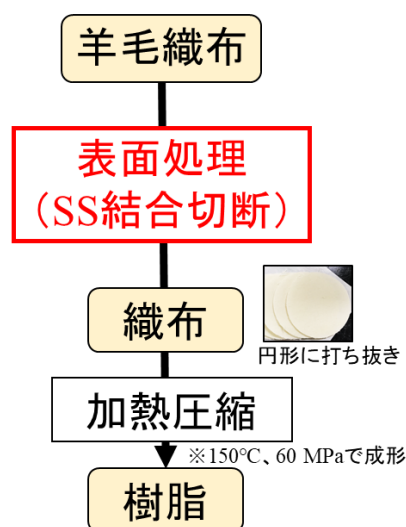 羊毛織布
表面処理
（SS結合切断）
織布
円形に打ち抜き
加熱圧縮
※150℃、60 MPaで成形
樹脂